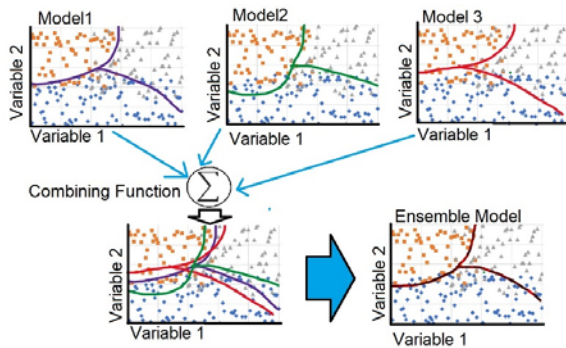 Model1
Variable 2
Variable 1
Model2
Variable 2
Variable 1
Model 3
Variable 2
Variable 1
Combining Function
∑
Variable 2
Variable 1
Ensemble Model
Variable 2
Variable 1